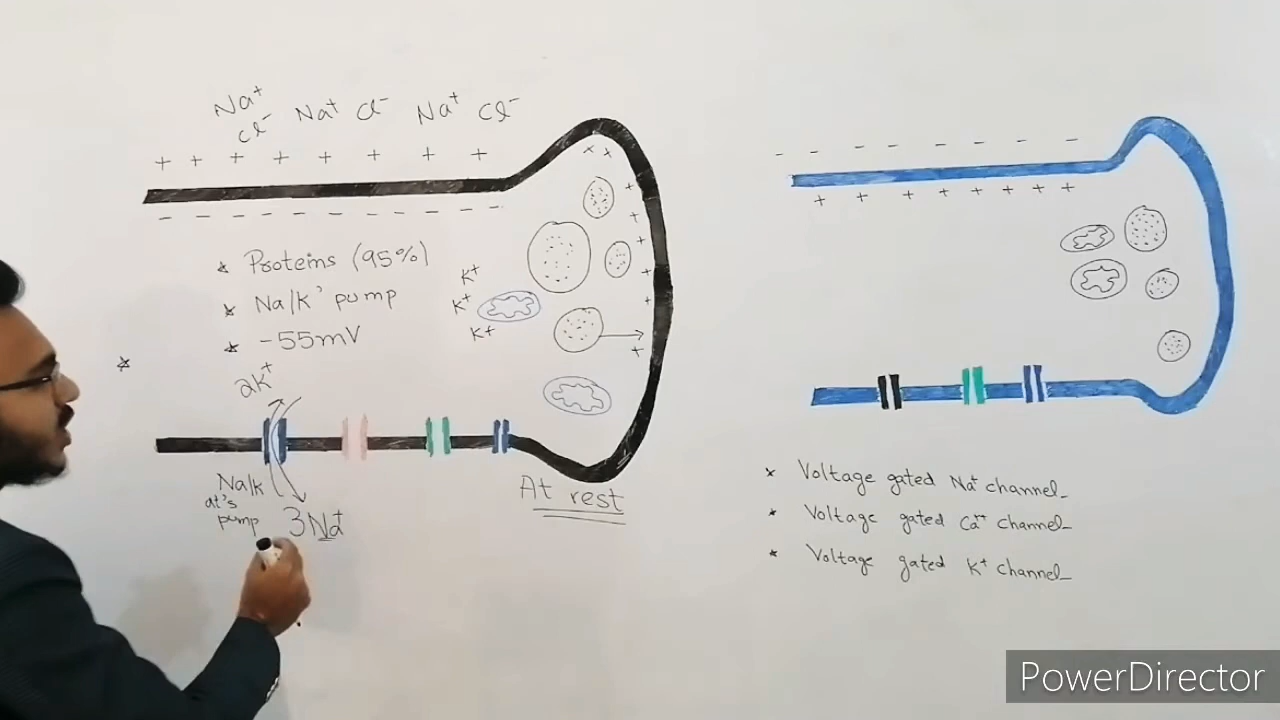 Na+ Na+ Cl- Na+ Cl-
Cl-
+ + + + + + + +
- - - - - - - -
* Proteins (95%)
* Na/K' pump
* -55mV
*
K+
K+
K+
2K+
Na/K
at's
pump
3Na+
At rest
- - - - - - -
+ + + + + + +
* Voltage gated Na+ channel
* Voltage gated Ca++ channel
* Voltage gated K+ channel
PowerDirector